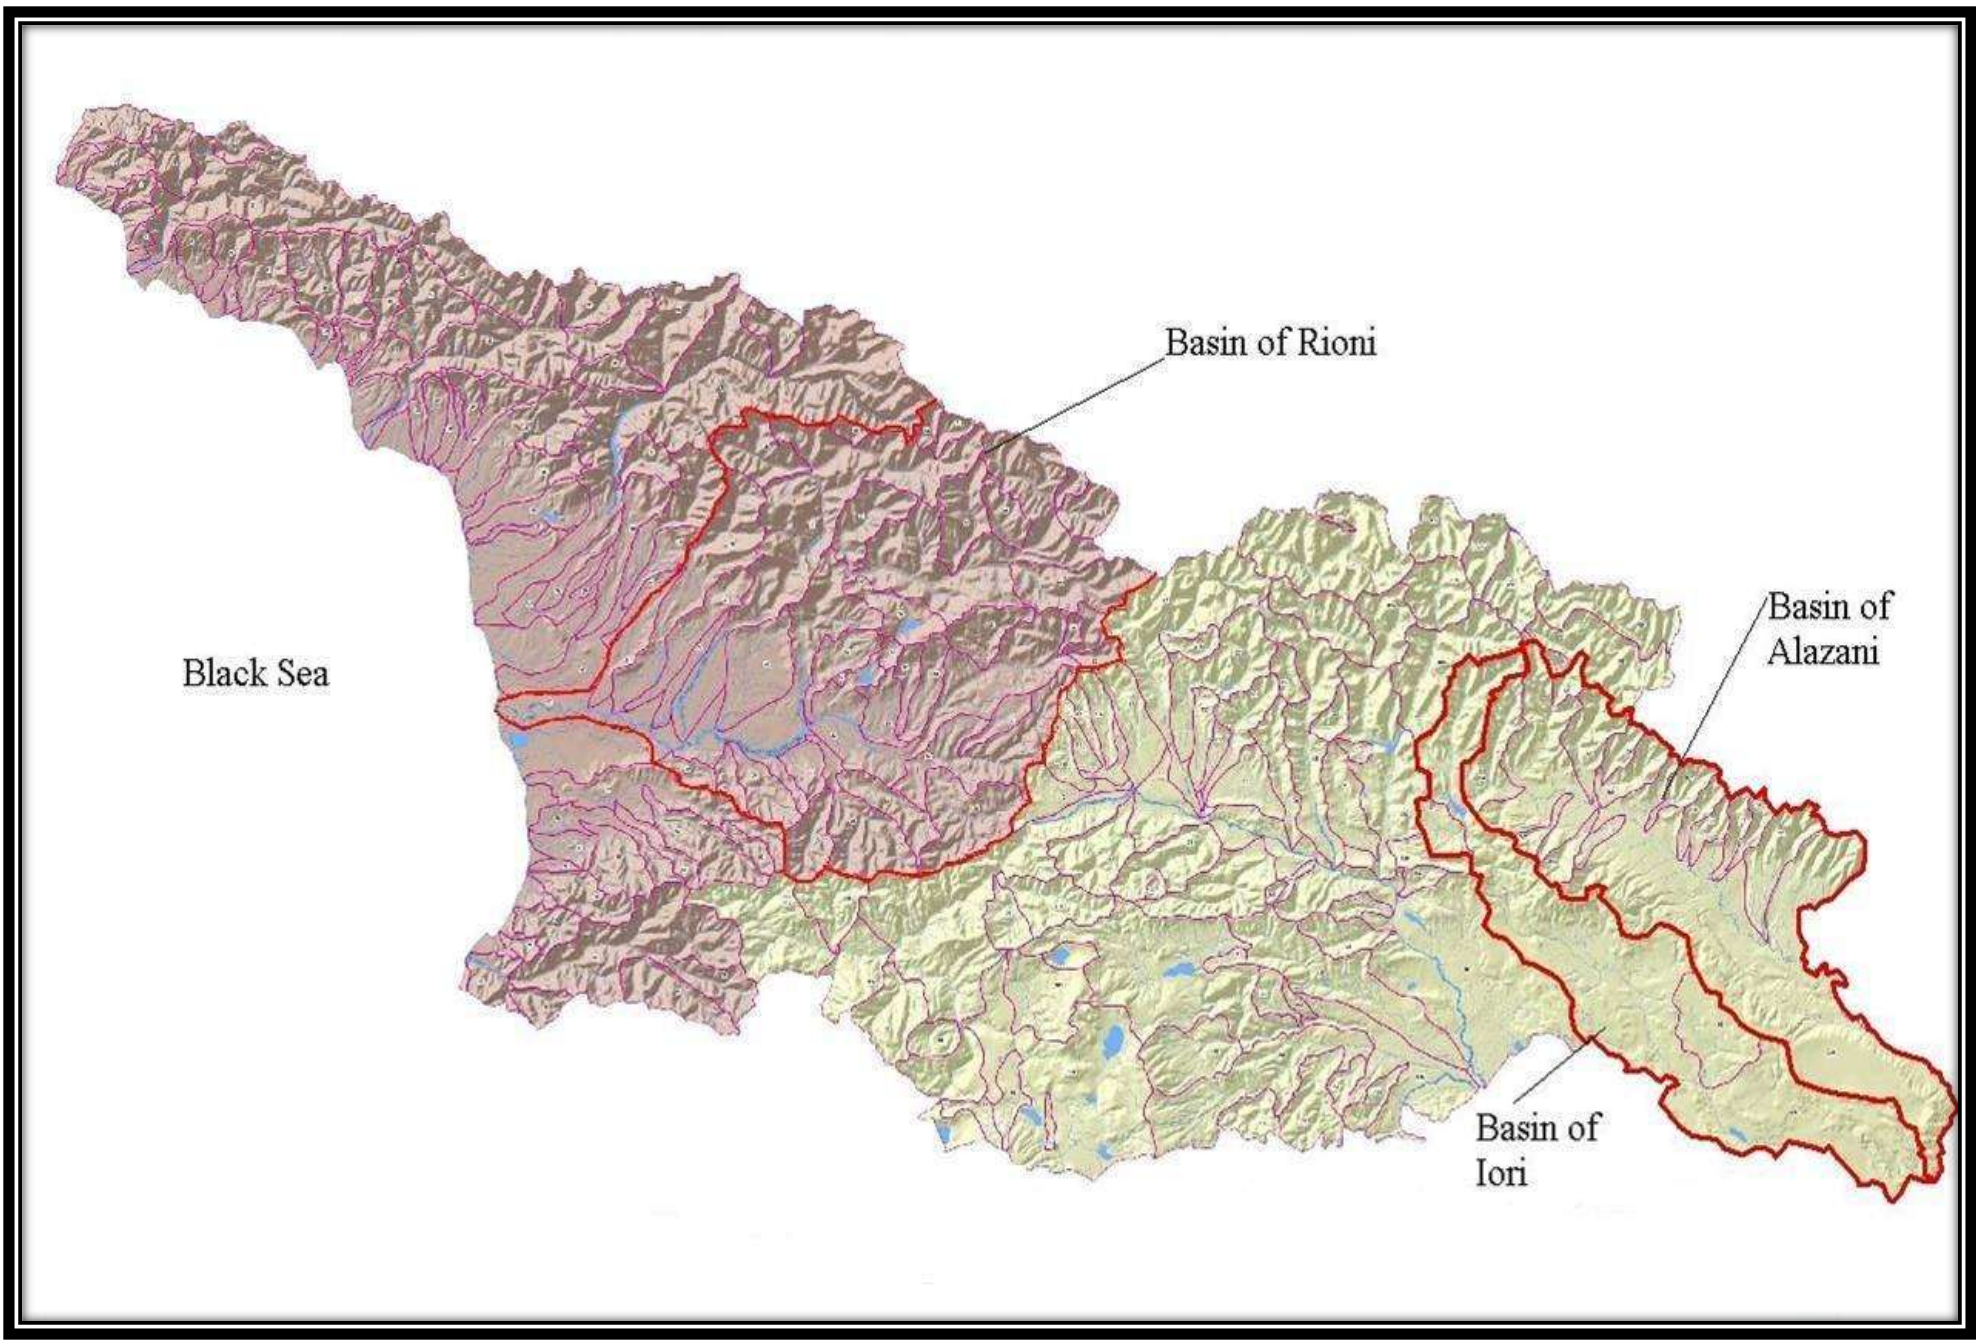 Basin of Rioni
Basin of
Alazani
Black Sea
Basin of
Iori